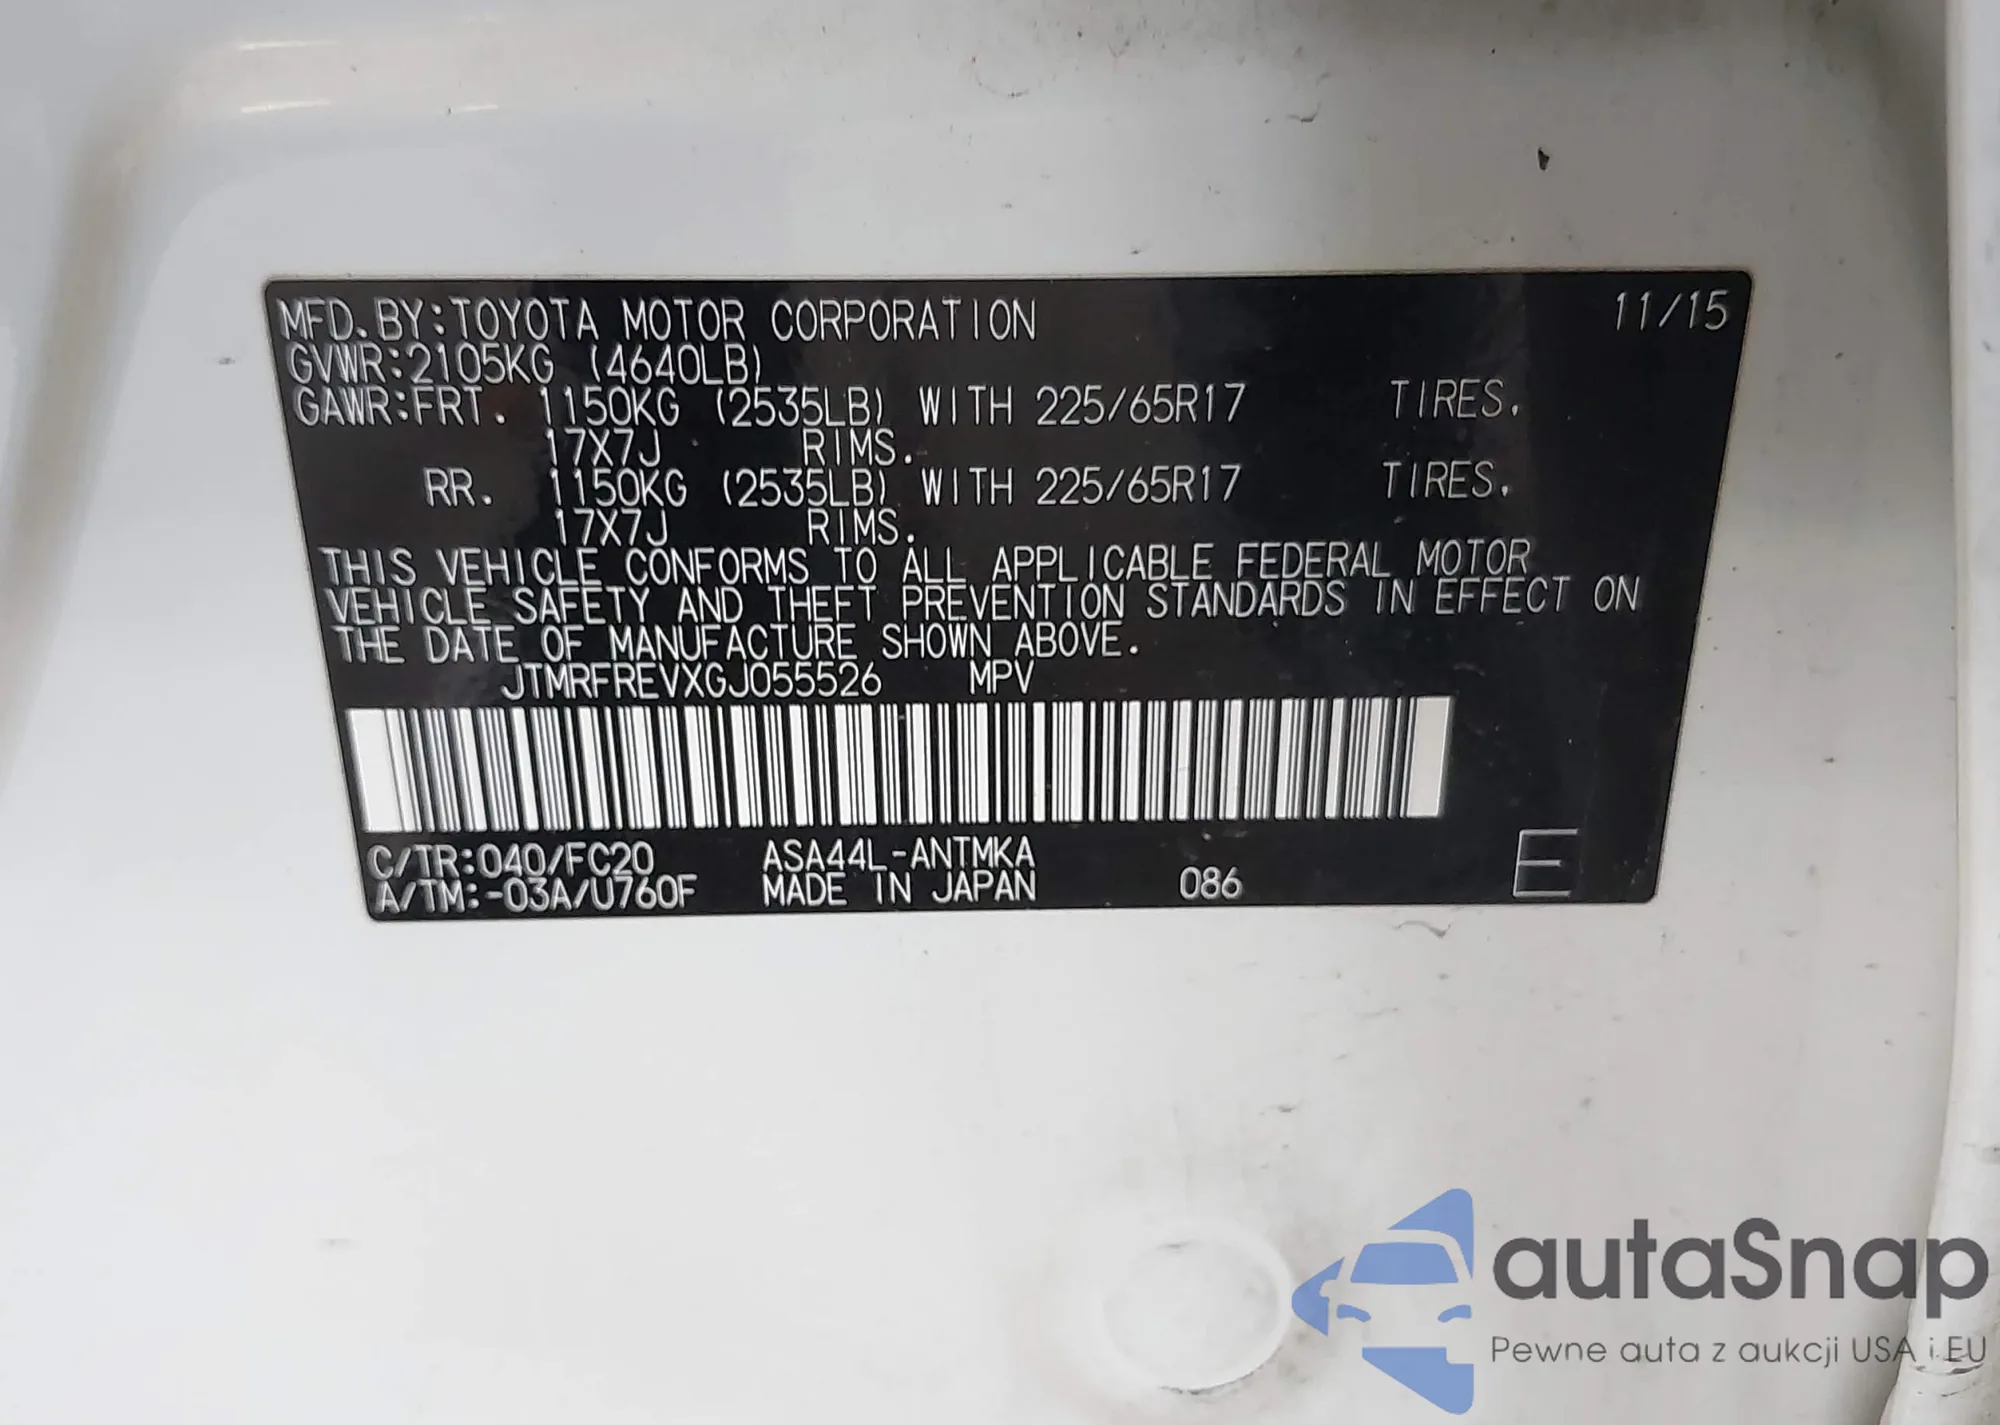 MFD.BY:TOYOTA MOTOR CORPORATION 11/15
GVWR:2105KG (4640LB)
GAWR:FRT. 1150KG (2535LB) WITH 225/65R17 TIRES.
17X7J RIMS.
RR. 1150KG (2535LB) WITH 225/65R17 TIRES.
17X7J RIMS.
THIS VEHICLE CONFORMS TO ALL APPLICABLE FEDERAL MOTOR
VEHICLE SAFETY AND THEFT PREVENTION STANDARDS IN EFFECT ON
THE DATE OF MANUFACTURE SHOWN ABOVE.
JTMRFREVXGJ055526 MPV
C/TR:040/FC20 ASA44L-ANTMKA
A/TM:-03A/U760F MADE IN JAPAN 086 E
autaSnap
Pewne auta z aukcji USA i EU